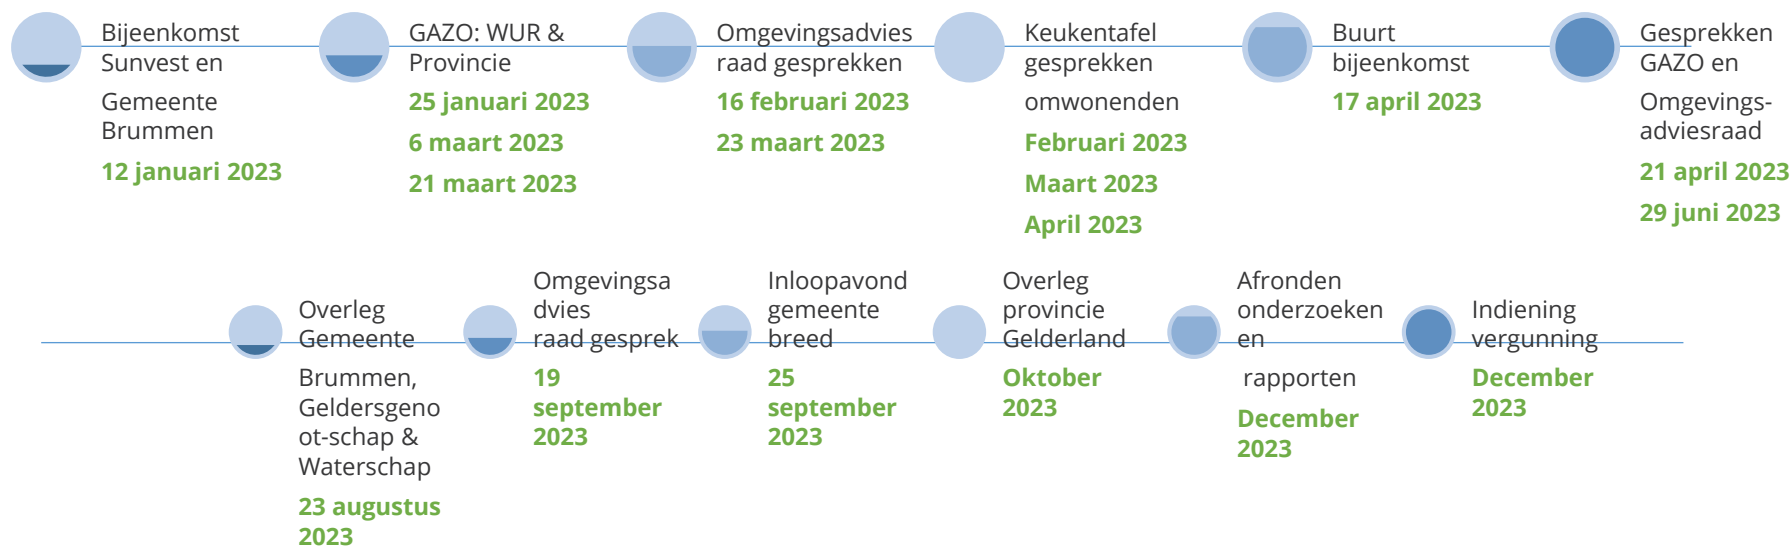 Bijeenkomst
Sunvest en
Gemeente
Brummen
12 januari 2023
GAZO: WUR &
Provincie
25 januari 2023
6 maart 2023
21 maart 2023
Omgevingsadvies
raad gesprekken
16 februari 2023
23 maart 2023
Keukentafel
gesprekken
omwonenden
Februari 2023
Maart 2023
April 2023
Buurt
bijeenkomst
17 april 2023
Gesprekken
GAZO en
Omgevings-
adviesraad
21 april 2023
29 juni 2023
Overleg
Gemeente
Brummen,
Geldersgeno
ot-schap &
Waterschap
23 augustus
2023
Omgevingsa
dvies
raad gesprek
19
september
2023
Inloopavond
gemeente
breed
25
september
2023
Overleg
provincie
Gelderland
Oktober
2023
Afronden
onderzoeken
en
rapporten
December
2023
Indiening
vergunning
December
2023